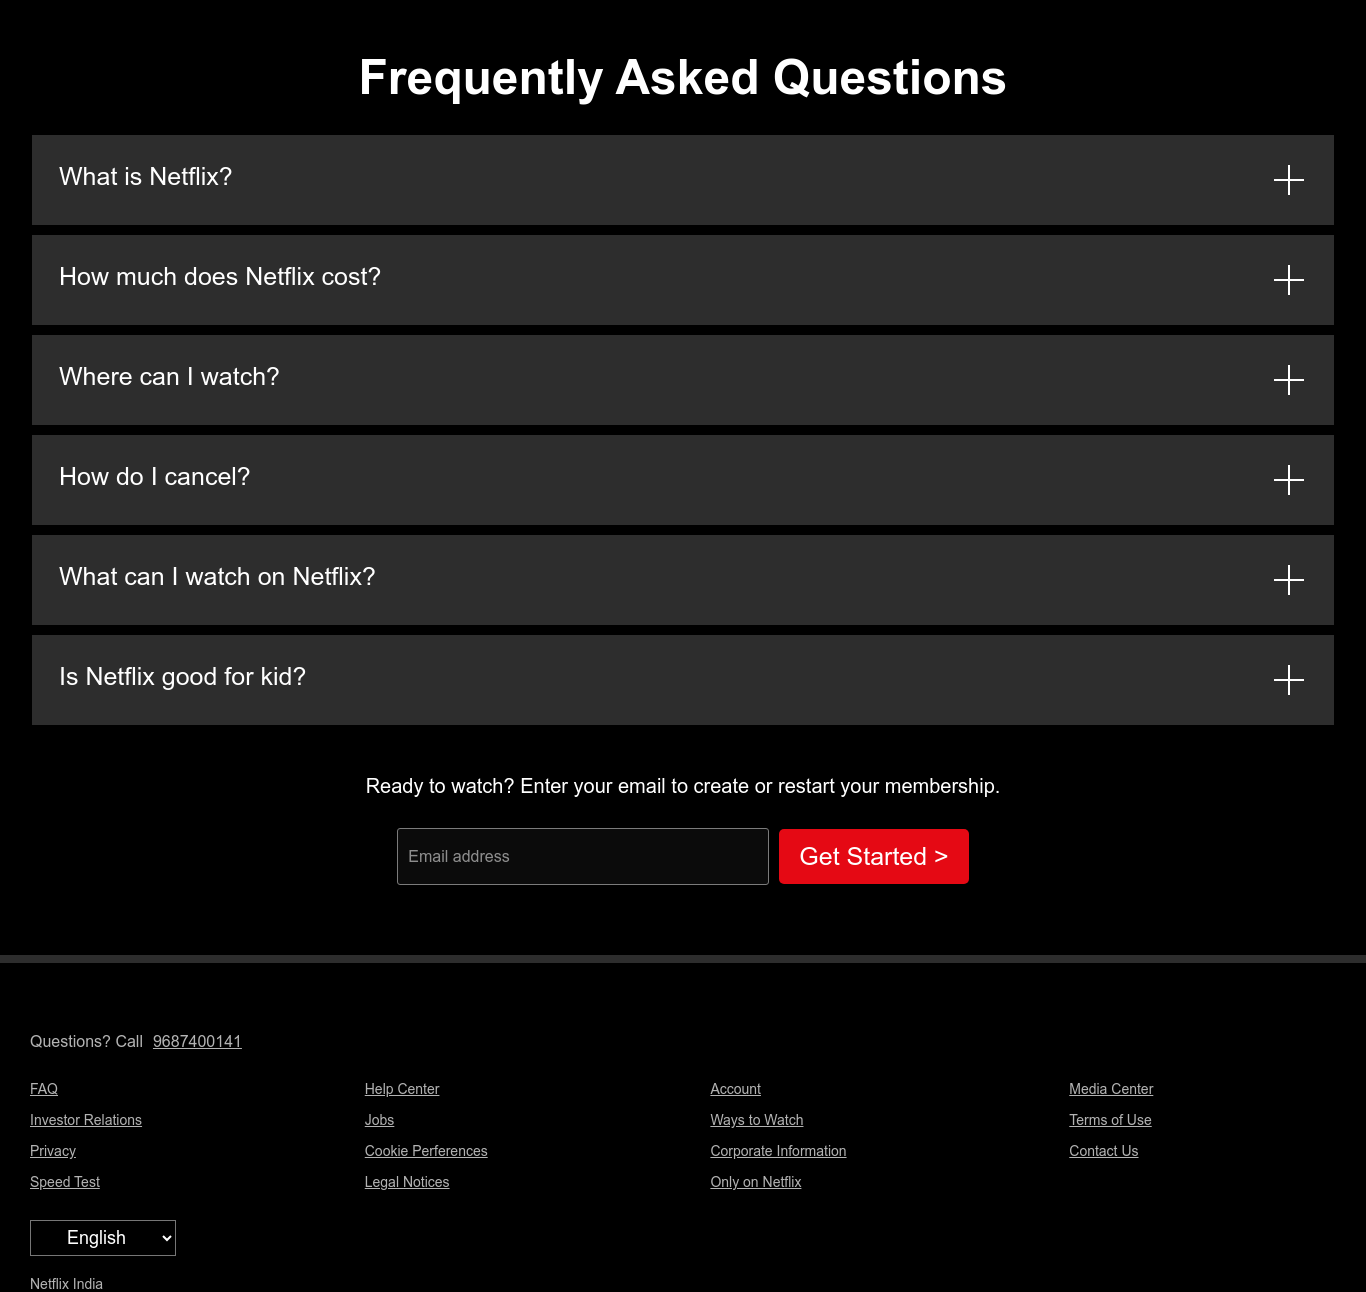 Frequently Asked Questions
What is Netflix?
How much does Netflix cost?
Where can I watch?
How do I cancel?
What can I watch on Netflix?
Is Netflix good for kid?
Ready to watch? Enter your email to create or restart your membership.
Email address
Get Started >
Questions? Call 9687400141
FAQ
Help Center
Account
Media Center
Investor Relations
Jobs
Ways to Watch
Terms of Use
Privacy
Cookie Perferences
Corporate Information
Contact Us
Speed Test
Legal Notices
Only on Netflix
English
Netflix India